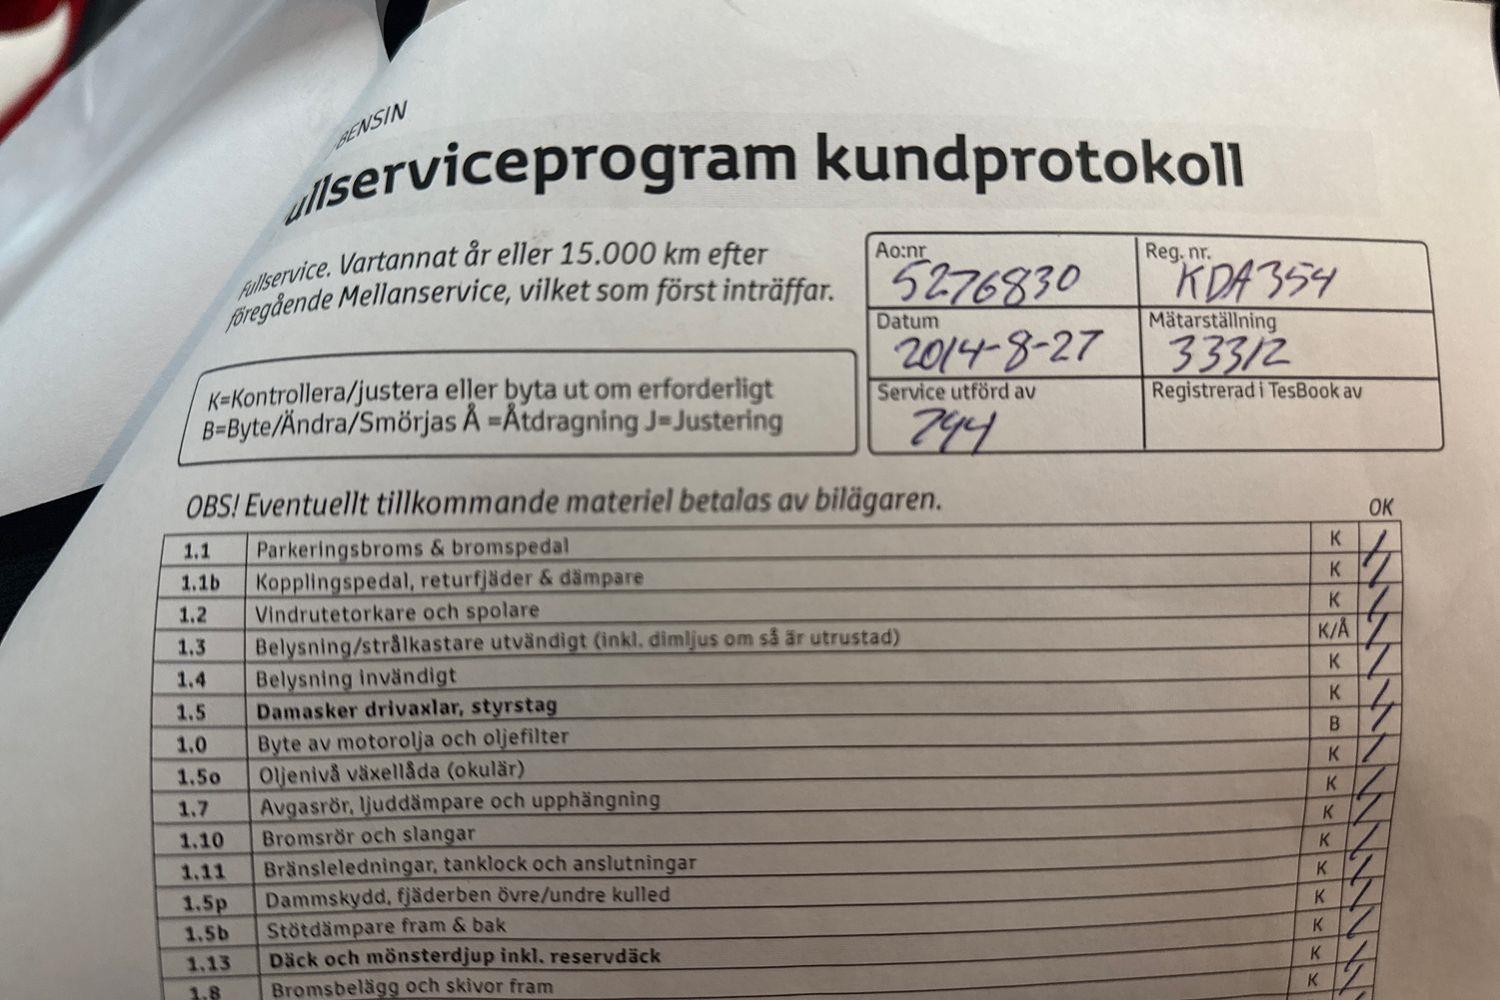 BENSIN
ullserviceprogram kundprotokoll
Fullservice. Vartannat år eller 15.000 km efter
föregående Mellanservice, vilket som först inträffar.
Ao:nr
5276830
Reg. nr.
KDA354
Datum
2014-8-27
Mätarställning
33312
Service utförd av
744
Registrerad i TesBook av
K=Kontrollera/justera eller byta ut om erforderligt
B=Byte/Ändra/Smörjas Å =Åtdragning J=Justering
OBS! Eventuellt tillkommande materiel betalas av bilägaren.
OK
1.1 Parkeringsbroms & bromspedal K
1.1b Kopplingspedal, returfjäder & dämpare K
1.2 Vindrutetorkare och spolare K
1.3 Belysning/strålkastare utvändigt (inkl. dimljus om så är utrustad) K/Å
1.4 Belysning invändigt K
1.5 Damasker drivaxlar, styrstag K
1.0 Byte av motorolja och oljefilter B
1.5o Oljenivå växellåda (okulär) K
1.7 Avgasrör, ljuddämpare och upphängning K
1.10 Bromsrör och slangar K
1.11 Bränsleledningar, tanklock och anslutningar K
1.5p Dammskydd, fjäderben övre/undre kulled K
1.5b Stötdämpare fram & bak K
1.13 Däck och mönsterdjup inkl. reservdäck K
1.8 Bromsbelägg och skivor fram K